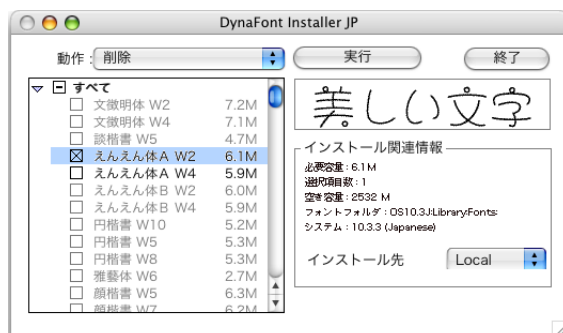 DynaFont Installer JP
動作 : 削除
実行
終了
すべて
文徴明体 W2 7.2M
文徴明体 W4 7.1M
談楷書 W5 4.7M
えんえん体A W2 6.1M
えんえん体A W4 5.9M
えんえん体B W2 6.0M
えんえん体B W4 5.9M
円楷書 W10 5.2M
円楷書 W5 5.3M
円楷書 W8 5.3M
雅藝体 W6 2.7M
顔楷書 W5 6.3M
顔楷書 W7 6.2M
美しい文字
インストール関連情報
必要容量 : 6.1M
選択項目数 : 1
空き容量 : 2532 M
フォントフォルダ : OS10.3J:LibraryFonts:
システム : 10.3.3 (Japanese)
インストール先 Local